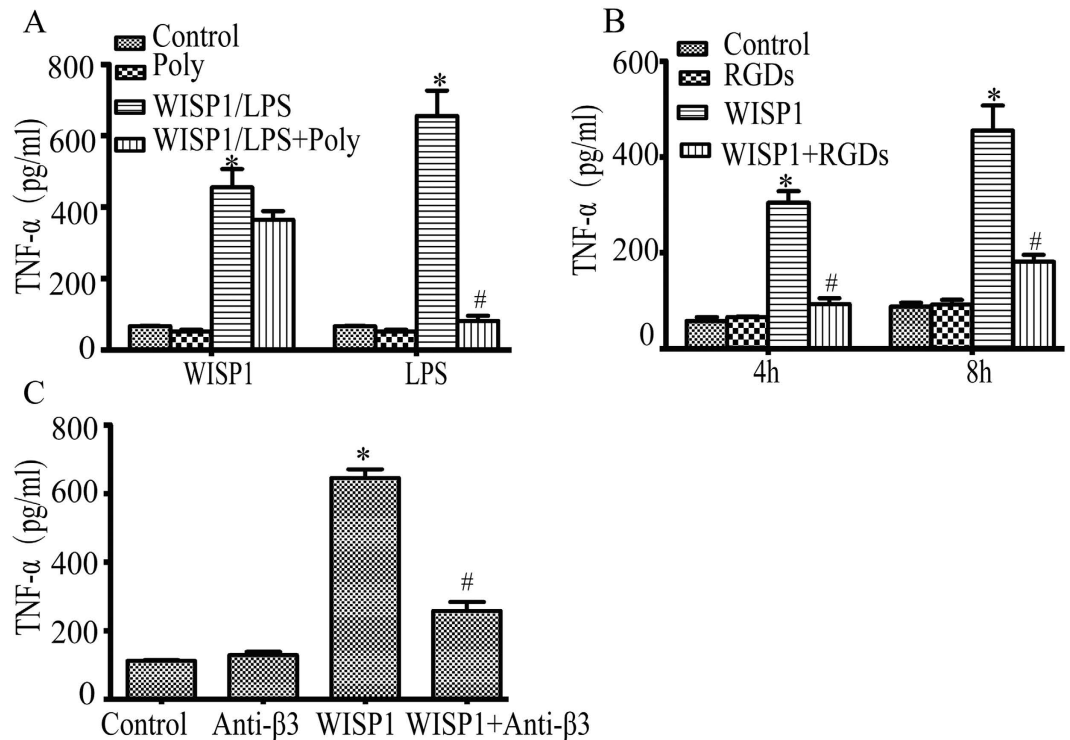 A
Control
Poly
WISP1/LPS
WISP1/LPS+Poly
TNF-α (pg/ml)
800
600
400
200
0
*
*
#
WISP1 LPS
B
Control
RGDs
WISP1
WISP1+RGDs
TNF-α (pg/ml)
600
400
200
0
*
#
*
#
4h 8h
C
TNF-α (pg/ml)
800
600
400
200
0
*
#
Control Anti-β3 WISP1 WISP1+Anti-β3